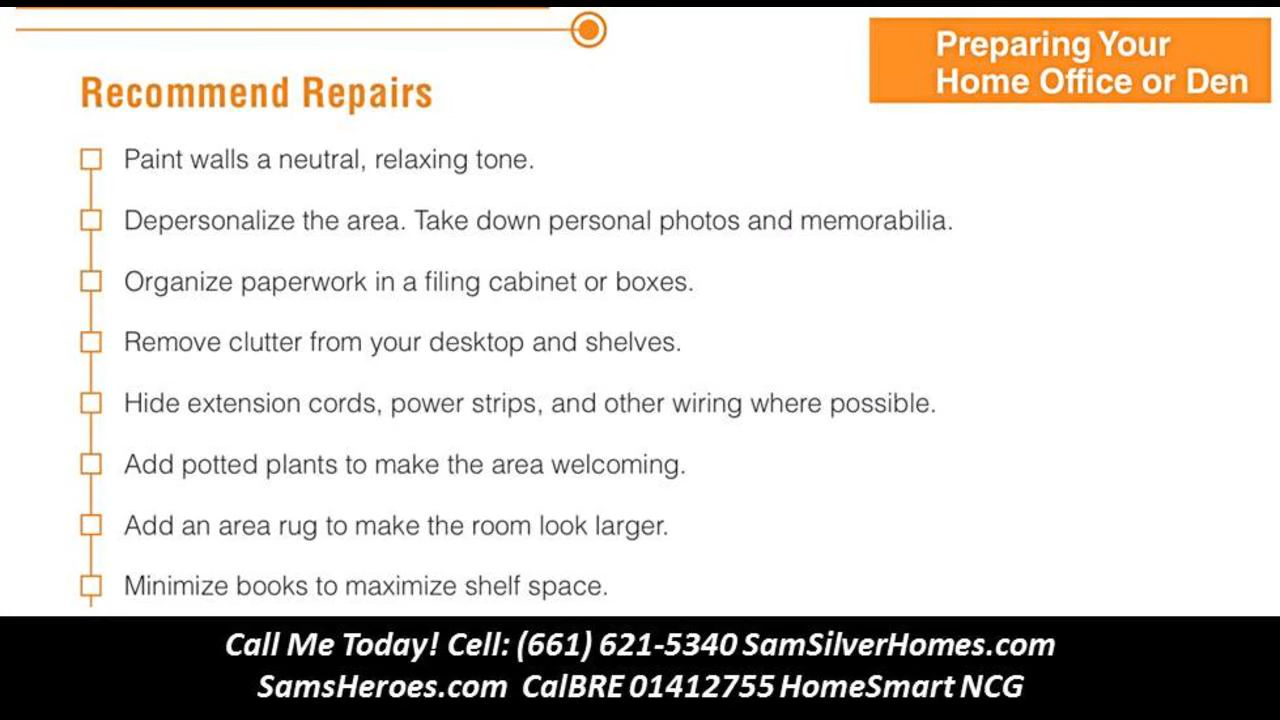 Preparing Your
Home Office or Den
Recommend Repairs
Paint walls a neutral, relaxing tone.
Depersonalize the area. Take down personal photos and memorabilia.
Organize paperwork in a filing cabinet or boxes.
Remove clutter from your desktop and shelves.
Hide extension cords, power strips, and other wiring where possible.
Add potted plants to make the area welcoming.
Add an area rug to make the room look larger.
Minimize books to maximize shelf space.
Call Me Today! Cell: (661) 621-5340 SamSilverHomes.com
SamsHeroes.com CalBRE 01412755 HomeSmart NCG